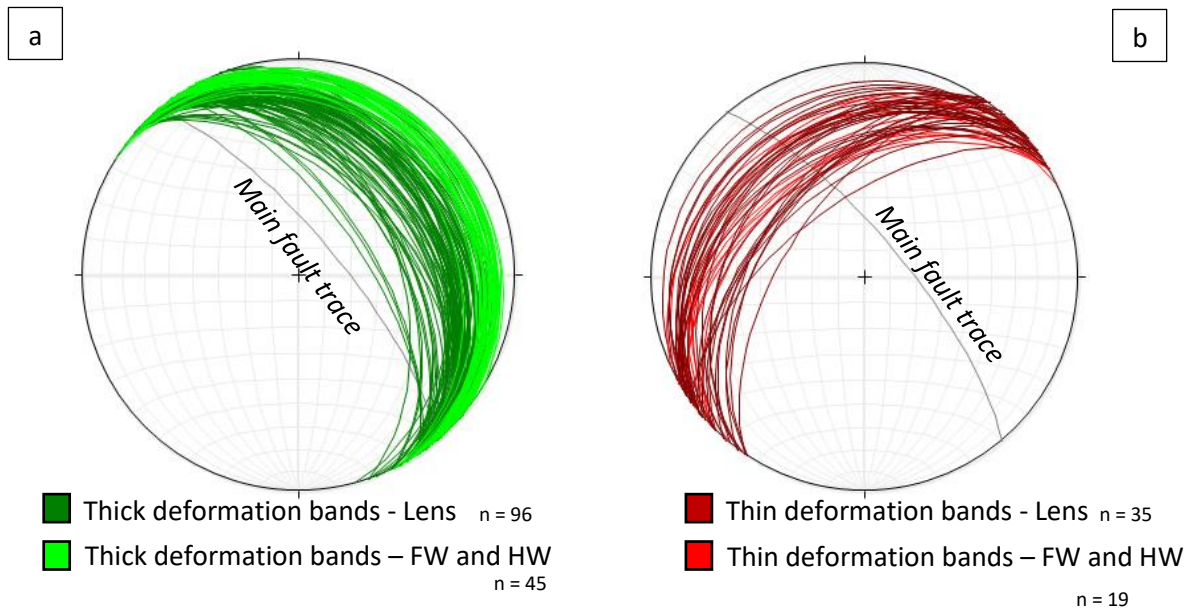 a
b
Main fault trace
Main fault trace
Thick deformation bands - Lens n = 96
Thick deformation bands – FW and HW
n = 45
Thin deformation bands - Lens n = 35
Thin deformation bands – FW and HW
n = 19